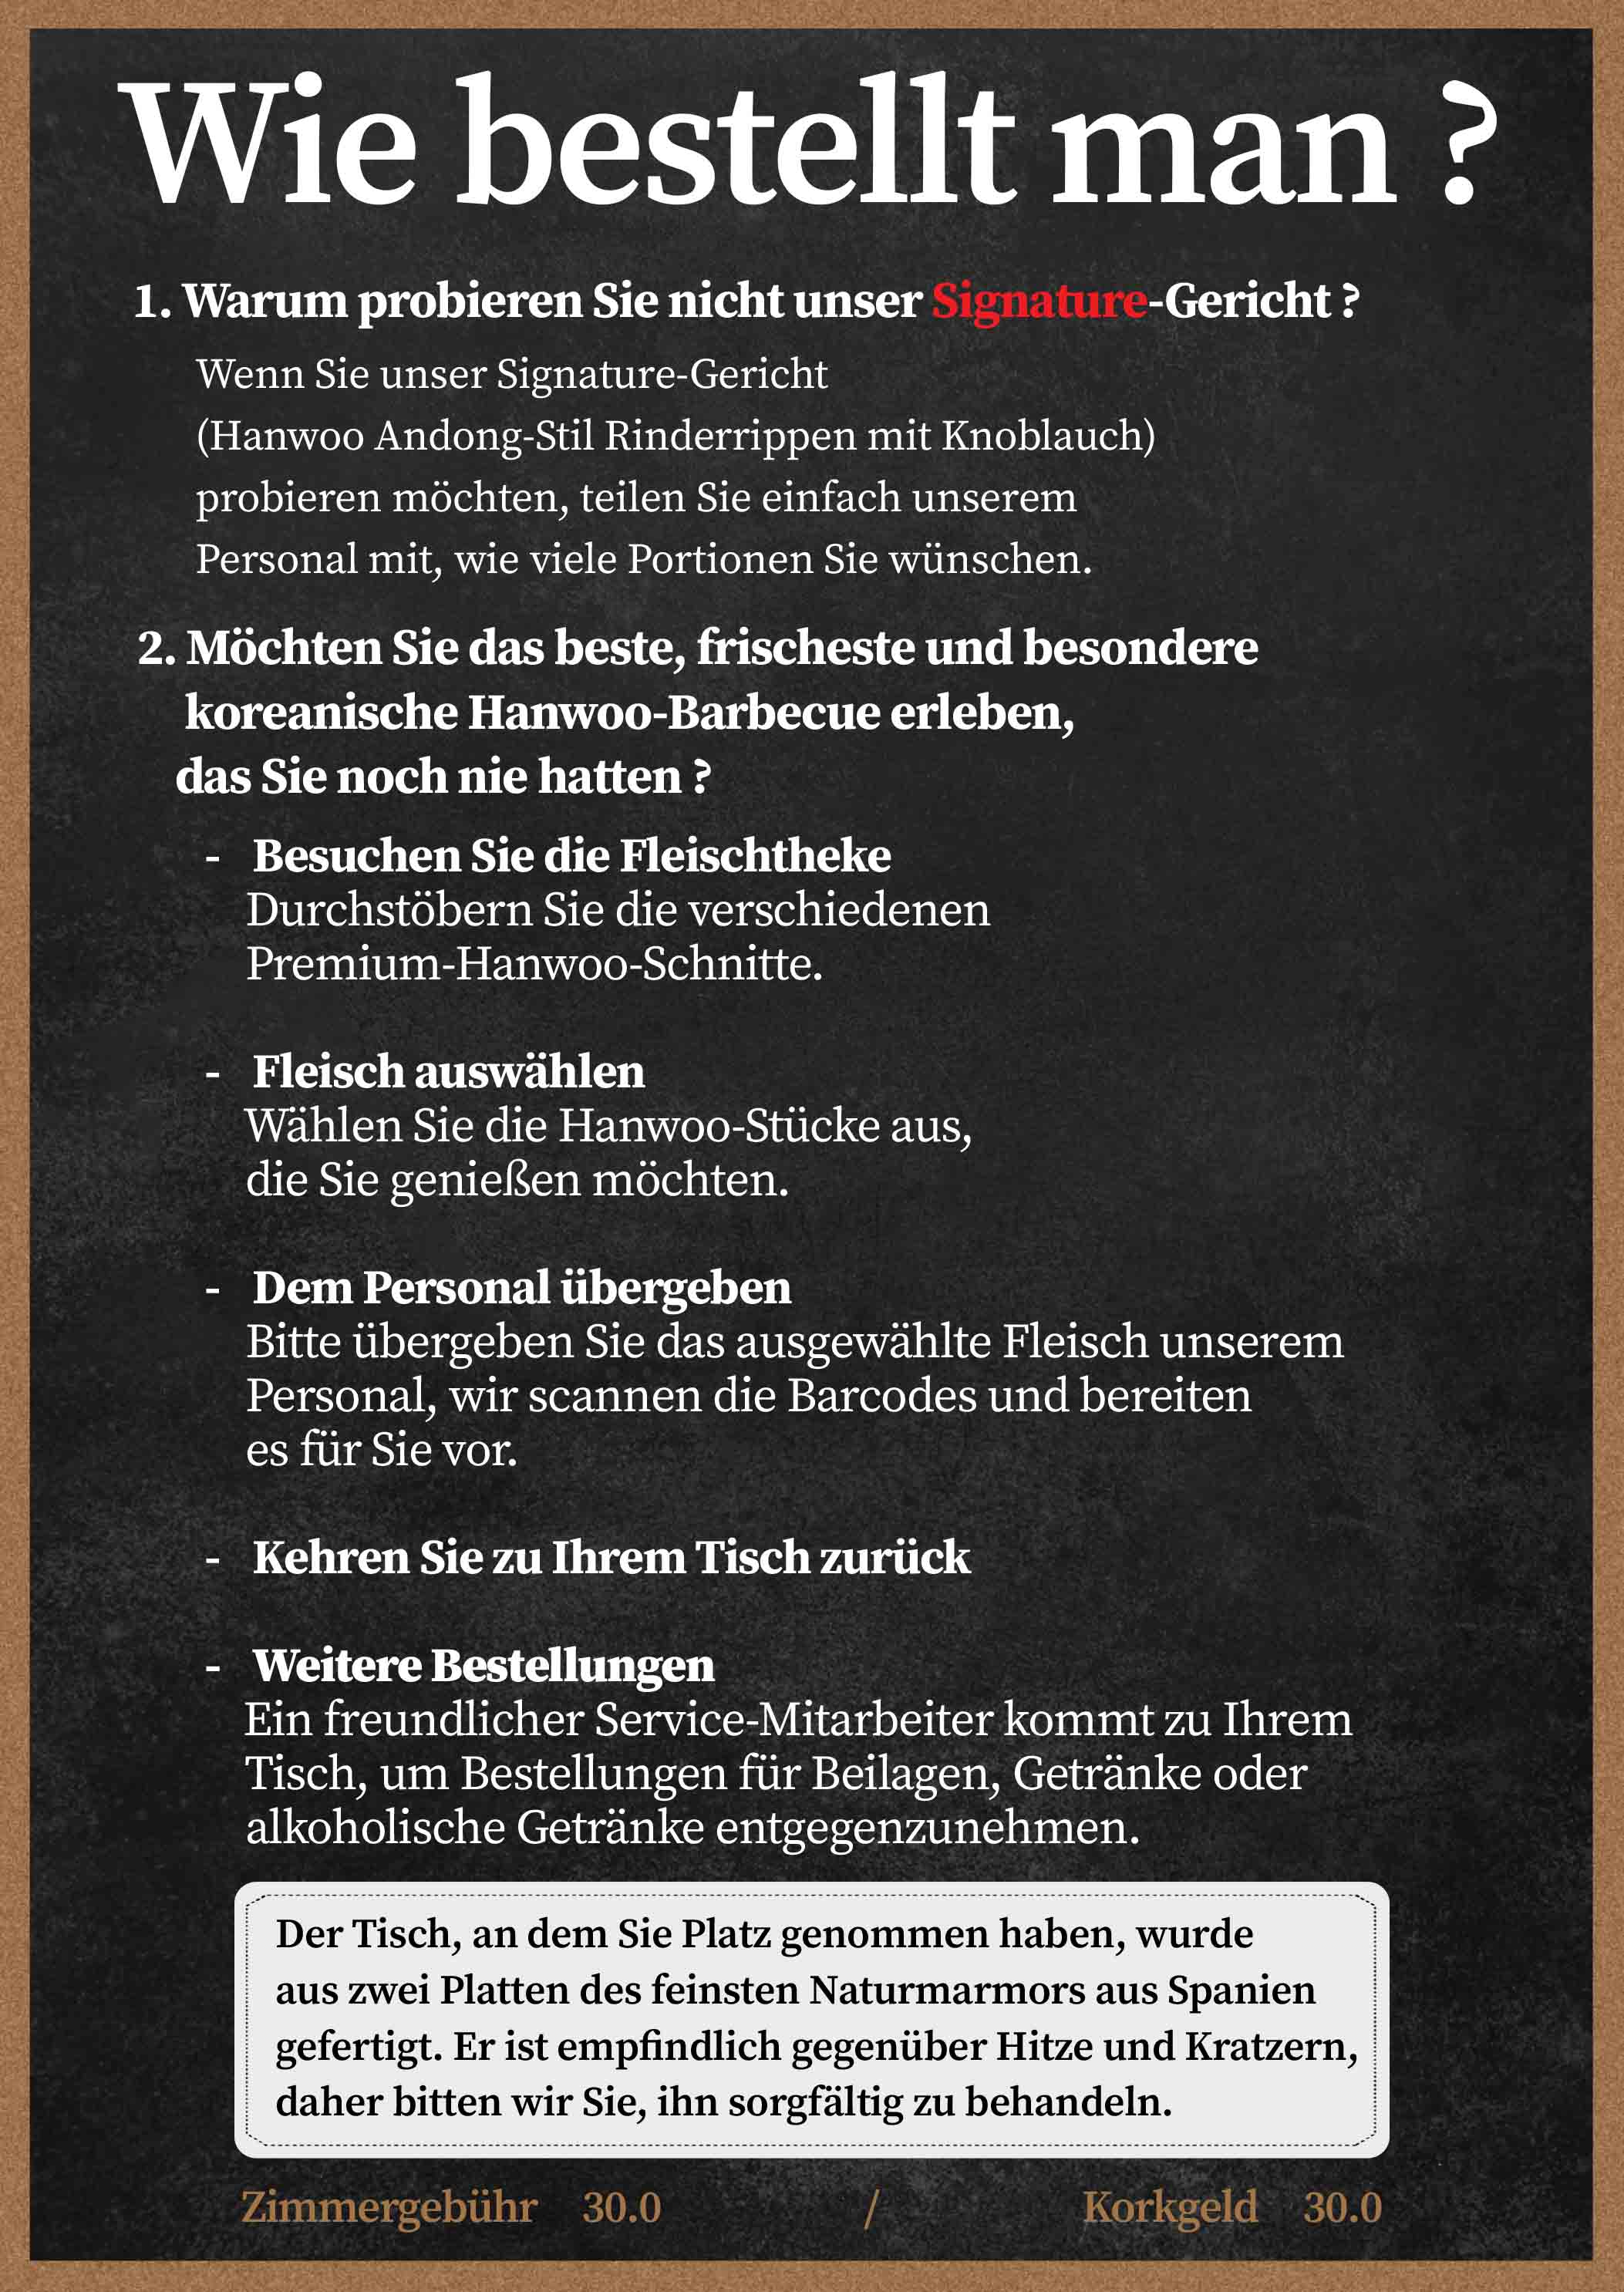 Wie bestellt man ?
1. Warum probieren Sie nicht unser Signature-Gericht ?
Wenn Sie unser Signature-Gericht
(Hanwoo Andong-Stil Rinderrippen mit Knoblauch)
probieren möchten, teilen Sie einfach unserem
Personal mit, wie viele Portionen Sie wünschen.
2. Möchten Sie das beste, frischeste und besondere
koreanische Hanwoo-Barbecue erleben,
das Sie noch nie hatten ?
- Besuchen Sie die Fleischtheke
Durchstöbern Sie die verschiedenen
Premium-Hanwoo-Schnitte.
- Fleisch auswählen
Wählen Sie die Hanwoo-Stücke aus,
die Sie genießen möchten.
- Dem Personal übergeben
Bitte übergeben Sie das ausgewählte Fleisch unserem
Personal, wir scannen die Barcodes und bereiten
es für Sie vor.
- Kehren Sie zu Ihrem Tisch zurück
- Weitere Bestellungen
Ein freundlicher Service-Mitarbeiter kommt zu Ihrem
Tisch, um Bestellungen für Beilagen, Getränke oder
alkoholische Getränke entgegenzunehmen.
Der Tisch, an dem Sie Platz genommen haben, wurde
aus zwei Platten des feinsten Naturmarmors aus Spanien
gefertigt. Er ist empfindlich gegenüber Hitze und Kratzern,
daher bitten wir Sie, ihn sorgfältig zu behandeln.
Zimmergebühr 30.0 / Korkgeld 30.0